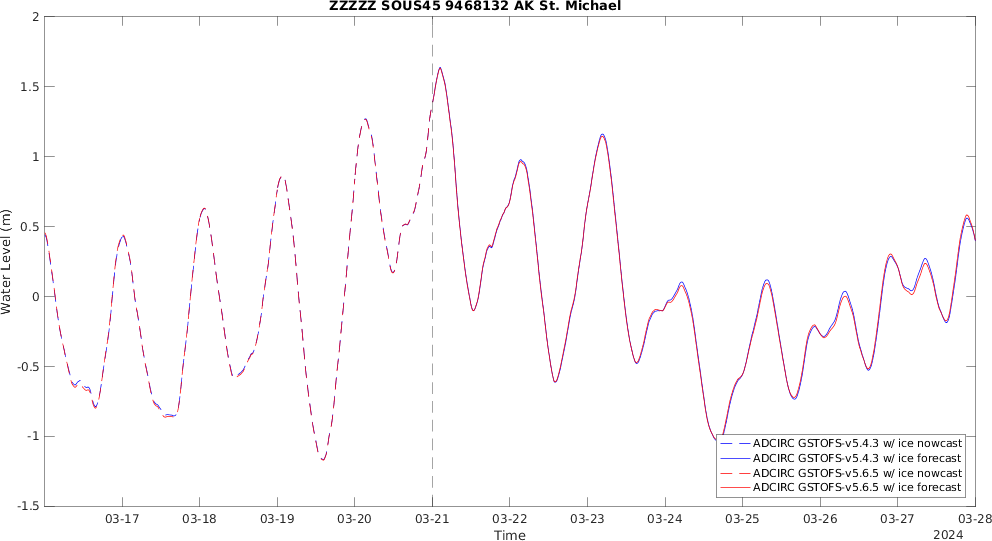 ZZZZZ SOUS45 9468132 AK St. Michael
2
1.5
1
0.5
0
-0.5
-1
-1.5
Water Level (m)
03-17 03-18 03-19 03-20 03-21 03-22 03-23 03-24 03-25 03-26 03-27 03-28
Time
2024
ADCIRC GSTOFS-v5.4.3 w/ ice nowcast
ADCIRC GSTOFS-v5.4.3 w/ ice forecast
ADCIRC GSTOFS-v5.6.5 w/ ice nowcast
ADCIRC GSTOFS-v5.6.5 w/ ice forecast